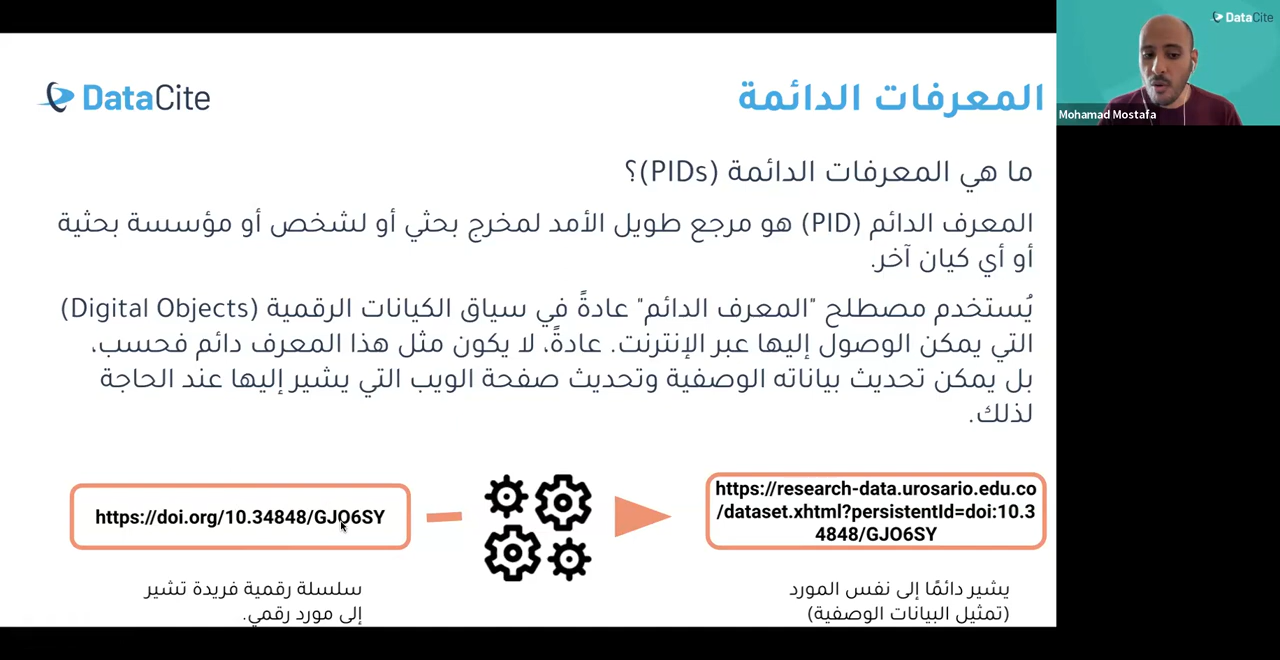 DataCite
المعرفات الدائمة
ما هي المعرفات الدائمة (PIDs)؟
المعرف الدائم (PID) هو مرجع طويل الأمد لمخرج بحثي أو لشخص أو مؤسسة بحثية
أو أي كيان آخر.
يُستخدم مصطلح "المعرف الدائم" عادةً في سياق الكيانات الرقمية (Digital Objects)
التي يمكن الوصول إليها عبر الإنترنت. عادةً، لا يكون مثل هذا المعرف دائم فحسب،
بل يمكن تحديث بياناته الوصفية وتحديث صفحة الويب التي يشير إليها عند الحاجة
لذلك.
https://doi.org/10.34848/GJO6SY
https://research-data.urosario.edu.co
/dataset.xhtml?persistentId=doi:10.3
4848/GJO6SY
سلسلة رقمية فريدة تشير
إلى مورد رقمي.
يشير دائمًا إلى نفس المورد
(تمثيل البيانات الوصفية)
DataCite
Mohamad Mostafa